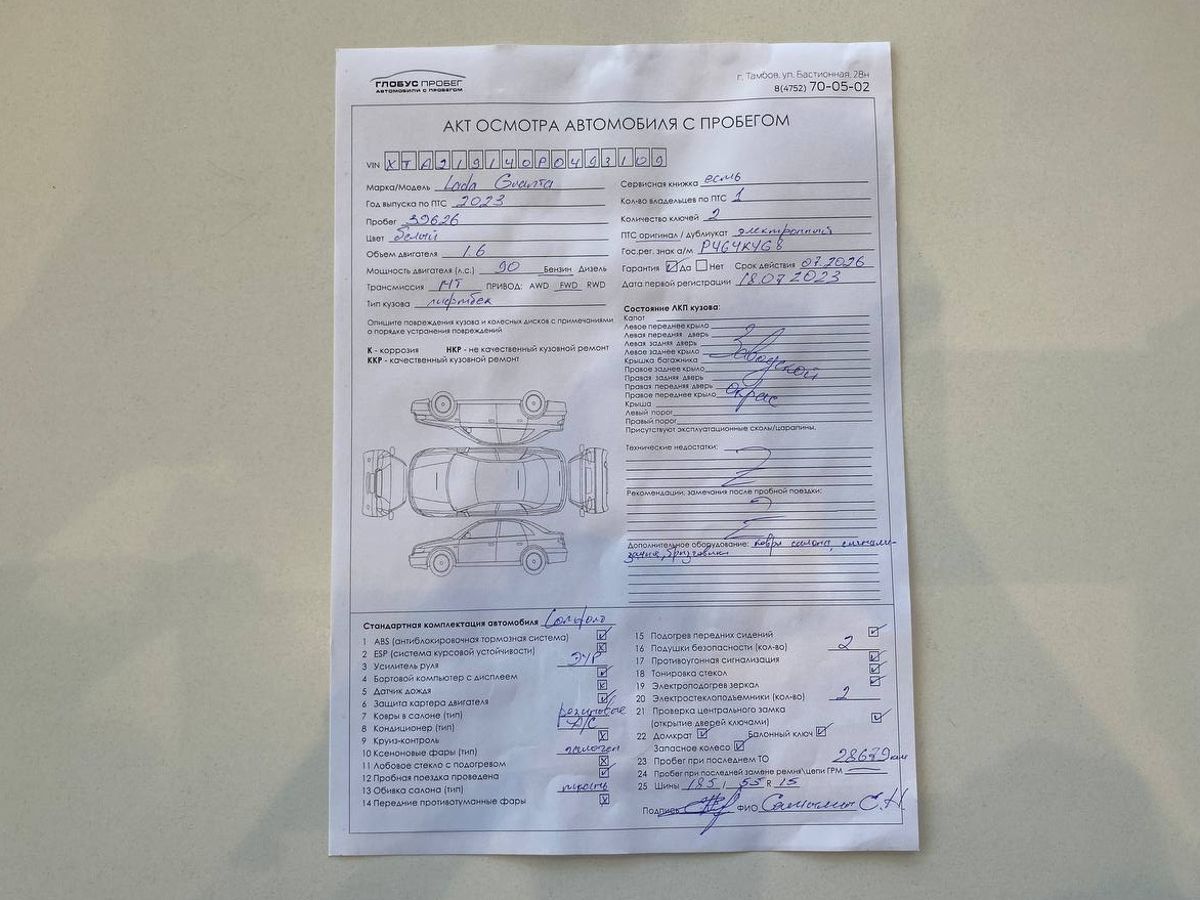 ГЛОБУС ПРОБЕГ
АВТОМОБИЛИ С ПРОБЕГОМ
г. Тамбов, ул. Бастионная, 28н
8(4752) 70-05-02
АКТ ОСМОТРА АВТОМОБИЛЯ С ПРОБЕГОМ
VIN XTA219140P0493109
Марка/Модель Lada Granta
Год выпуска по ПТС 2023
Пробег 39626
Цвет белый
Объем двигателя 1.6
Мощность двигателя (л.с.) 90 Бензин Дизель
Трансмиссия МТ ПРИВОД: AWD FWD RWD
Тип кузова лифтбек
Опишите повреждения кузова и колесных дисков с примечаниями
о порядке устранения повреждений
К - коррозия НКР - не качественный кузовной ремонт
ККР - качественный кузовной ремонт
Сервисная книжка есть
Кол-во владельцев по ПТС 1
Количество ключей 2
ПТС оригинал / дубликат электронный
Гос.рег. знак а/м Р464КУ68
Гарантия Да Нет Срок действия 07.2026
Дата первой регистрации 18.07.2023
Состояние ЛКП кузова:
Капот
Левое переднее крыло
Левая передняя дверь
Левая задняя дверь
Левое заднее крыло
Крышка багажника
Правое заднее крыло
Правая задняя дверь
Правая передняя дверь
Правое переднее крыло
Крыша
Левый порог
Правый порог
Заводской
окрас
Присутствуют эксплуатационные сколы/царапины.
Технические недостатки:
Рекомендации, замечания после пробной поездки:
Дополнительное оборудование: ковры салона, сигнали-
зация, брызговики
Стандартная комплектация автомобиля Комфорт
1 ABS (антиблокировочная тормозная система)
2 ESP (система курсовой устойчивости)
3 Усилитель руля ЭУР
4 Бортовой компьютер с дисплеем
5 Датчик дождя
6 Защита картера двигателя
7 Ковры в салоне (тип) резиновые
8 Кондиционер (тип) A/C
9 Круиз-контроль
10 Ксеноновые фары (тип) галоген
11 Лобовое стекло с подогревом
12 Пробная поездка проведена
13 Обивка салона (тип) ткань
14 Передние противотуманные фары
15 Подогрев передних сидений
16 Подушки безопасности (кол-во) 2
17 Противоугонная сигнализация
18 Тонировка стекол
19 Электроподогрев зеркал
20 Электростеклоподъемники (кол-во) 2
21 Проверка центрального замка
(открытие дверей ключами)
22 Домкрат Балонный ключ
Запасное колесо
23 Пробег при последнем ТО 28679 км
24 Пробег при последней замене ремня\цепи ГРМ
25 Шины 185 / 55 R 15
Подпись ФИО С.Н.